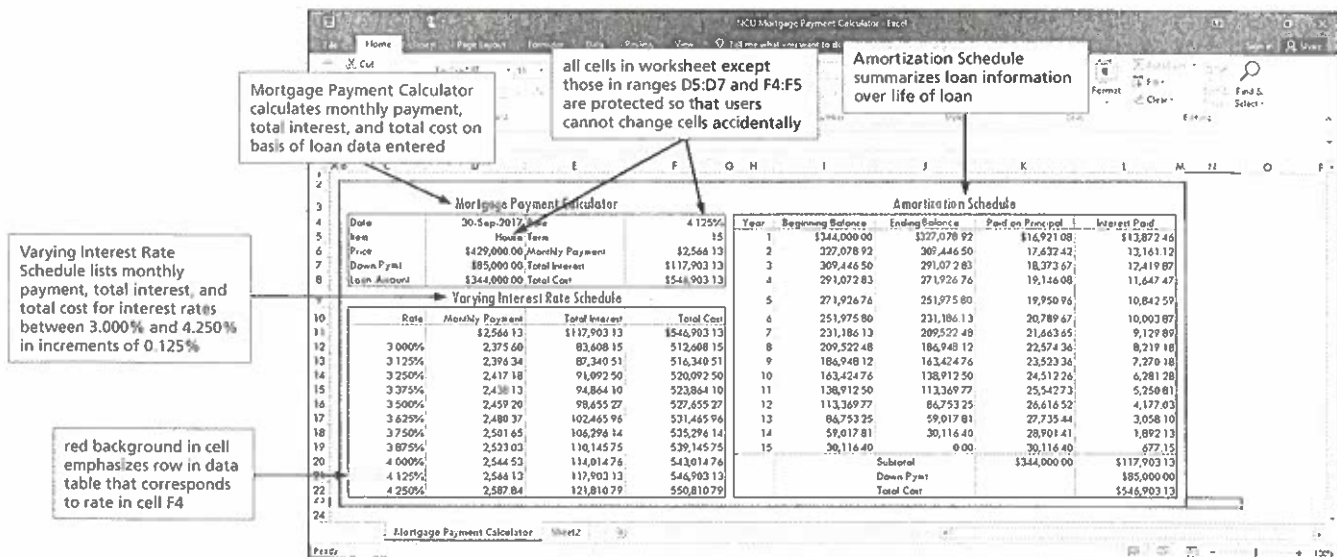 NCU Mortgage Payment Calculator - Excel
File Home Page Layout Formulas Data Review View Tell me what you want to do
Cut
Format
Fill
Clear
Find &
Select
Editing
Mortgage Payment Calculator
calculates monthly payment,
total interest, and total cost on
basis of loan data entered
all cells in worksheet except
those in ranges D5:D7 and F4:F5
are protected so that users
cannot change cells accidentally
Amortization Schedule
summarizes loan information
over life of loan
Varying Interest Rate
Schedule lists monthly
payment, total interest, and
total cost for interest rates
between 3.000% and 4.250%
in increments of 0.125%
red background in cell
emphasizes row in data
table that corresponds
to rate in cell F4
C D E F G H I J K L M N O P
Mortgage Payment Calculator
Date 30-Sep-2017 Rate 4.125%
Item House Term 15
Price $429,000.00 Monthly Payment $2,566.13
Down Pymt $85,000.00 Total Interest $117,903.13
Loan Amount $344,000.00 Total Cost $546,903.13
Varying Interest Rate Schedule
Rate Monthly Payment Total Interest Total Cost
$2,566.13 $117,903.13 $546,903.13
3.000% 2,375.60 83,608.15 512,608.15
3.125% 2,396.34 87,340.51 516,340.51
3.250% 2,417.18 91,092.50 520,092.50
3.375% 2,438.13 94,864.10 523,864.10
3.500% 2,459.20 98,655.27 527,655.27
3.625% 2,480.37 102,465.96 531,465.96
3.750% 2,501.65 106,296.14 535,296.14
3.875% 2,523.03 110,145.75 539,145.75
4.000% 2,544.53 114,014.76 543,014.76
4.125% 2,566.13 117,903.13 546,903.13
4.250% 2,587.84 121,810.79 550,810.79
Amortization Schedule
Year Beginning Balance Ending Balance Paid on Principal Interest Paid
1 $344,000.00 $327,078.92 $16,921.08 $13,872.46
2 327,078.92 309,446.50 17,632.42 13,161.12
3 309,446.50 291,072.83 18,373.67 12,419.87
4 291,072.83 271,926.76 19,146.08 11,647.47
5 271,926.76 251,975.80 19,950.96 10,842.59
6 251,975.80 231,186.13 20,789.67 10,003.87
7 231,186.13 209,522.48 21,663.65 9,129.89
8 209,522.48 186,948.12 22,574.36 8,219.18
9 186,948.12 163,424.76 23,523.36 7,270.18
10 163,424.76 138,912.50 24,512.26 6,281.28
11 138,912.50 113,369.77 25,542.73 5,250.81
12 113,369.77 86,753.25 26,616.52 4,177.03
13 86,753.25 59,017.81 27,735.44 3,058.10
14 59,017.81 30,116.40 28,901.41 1,892.13
15 30,116.40 0.00 30,116.40 677.15
Subtotal $344,000.00 $117,903.13
Down Pymt $85,000.00
Total Cost $546,903.13
Mortgage Payment Calculator Sheet2
Ready